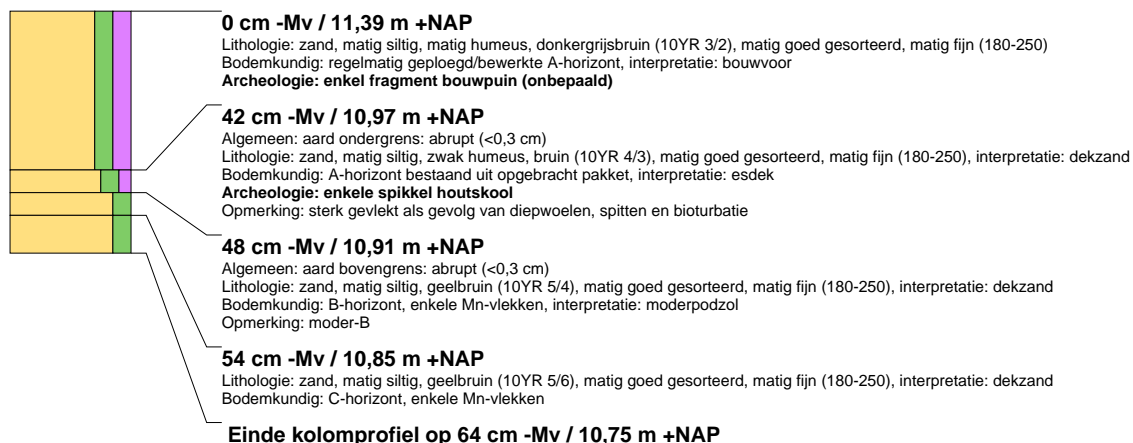 0 cm -Mv / 11,39 m +NAP
Lithologie: zand, matig siltig, matig humeus, donkergrijsbruin (10YR 3/2), matig goed gesorteerd, matig fijn (180-250)
Bodemkundig: regelmatig geploegd/bewerkte A-horizont, interpretatie: bouwvoor
Archeologie: enkel fragment bouwpuin (onbepaald)
42 cm -Mv / 10,97 m +NAP
Algemeen: aard ondergrens: abrupt (<0,3 cm)
Lithologie: zand, matig siltig, zwak humeus, bruin (10YR 4/3), matig goed gesorteerd, matig fijn (180-250), interpretatie: dekzand
Bodemkundig: A-horizont bestaand uit opgebracht pakket, interpretatie: esdek
Archeologie: enkele spikkel houtskool
Opmerking: sterk gevlekt als gevolg van diepwoelen, spitten en bioturbatie
48 cm -Mv / 10,91 m +NAP
Algemeen: aard bovengrens: abrupt (<0,3 cm)
Lithologie: zand, matig siltig, geelbruin (10YR 5/4), matig goed gesorteerd, matig fijn (180-250), interpretatie: dekzand
Bodemkundig: B-horizont, enkele Mn-vlekken, interpretatie: moderpodzol
Opmerking: moder-B
54 cm -Mv / 10,85 m +NAP
Lithologie: zand, matig siltig, geelbruin (10YR 5/6), matig goed gesorteerd, matig fijn (180-250), interpretatie: dekzand
Bodemkundig: C-horizont, enkele Mn-vlekken
Einde kolomprofiel op 64 cm -Mv / 10,75 m +NAP